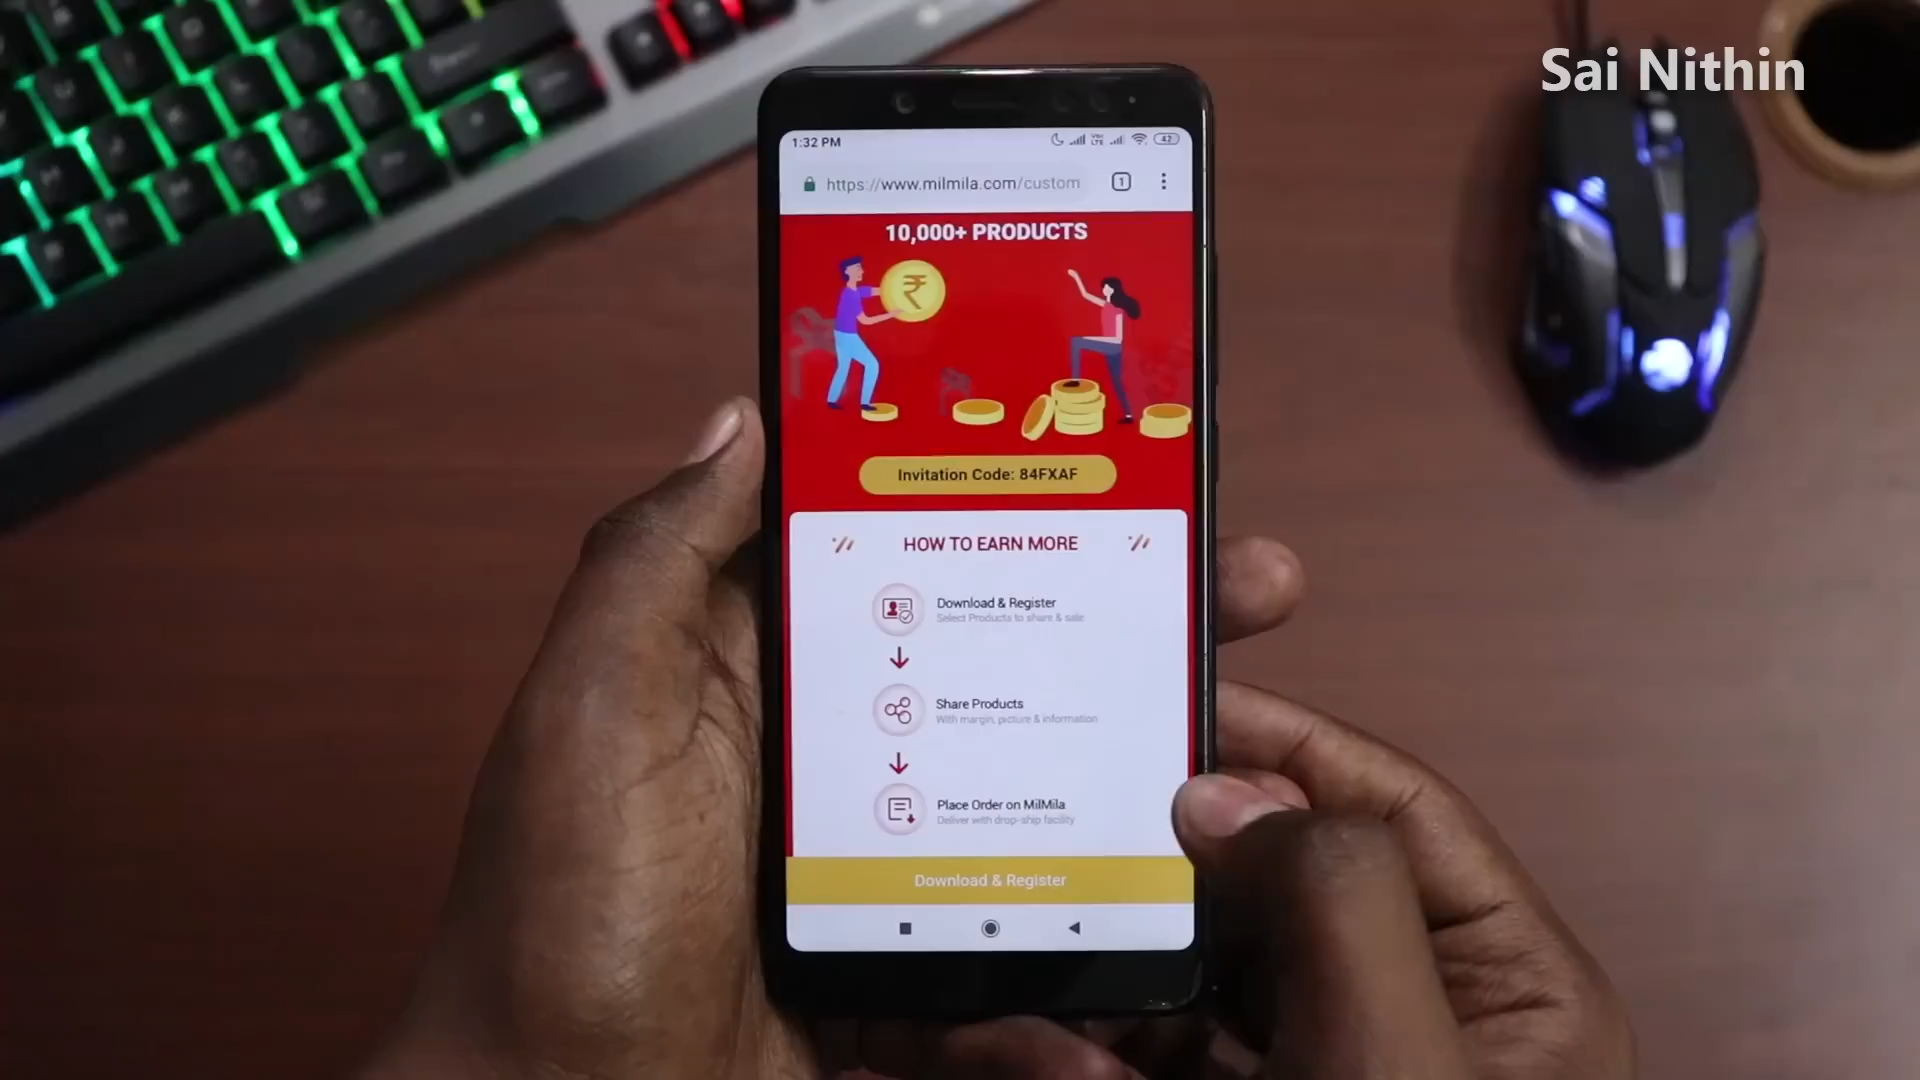 Sai Nithin
1:32 PM
42
https://www.milmila.com/custom
1
10,000+ PRODUCTS
₹
Invitation Code: 84FXAF
HOW TO EARN MORE
Download & Register
Select Products to share & sale
Share Products
With margin, picture & information
Place Order on MilMila
Deliver with drop-ship facility
Download & Register